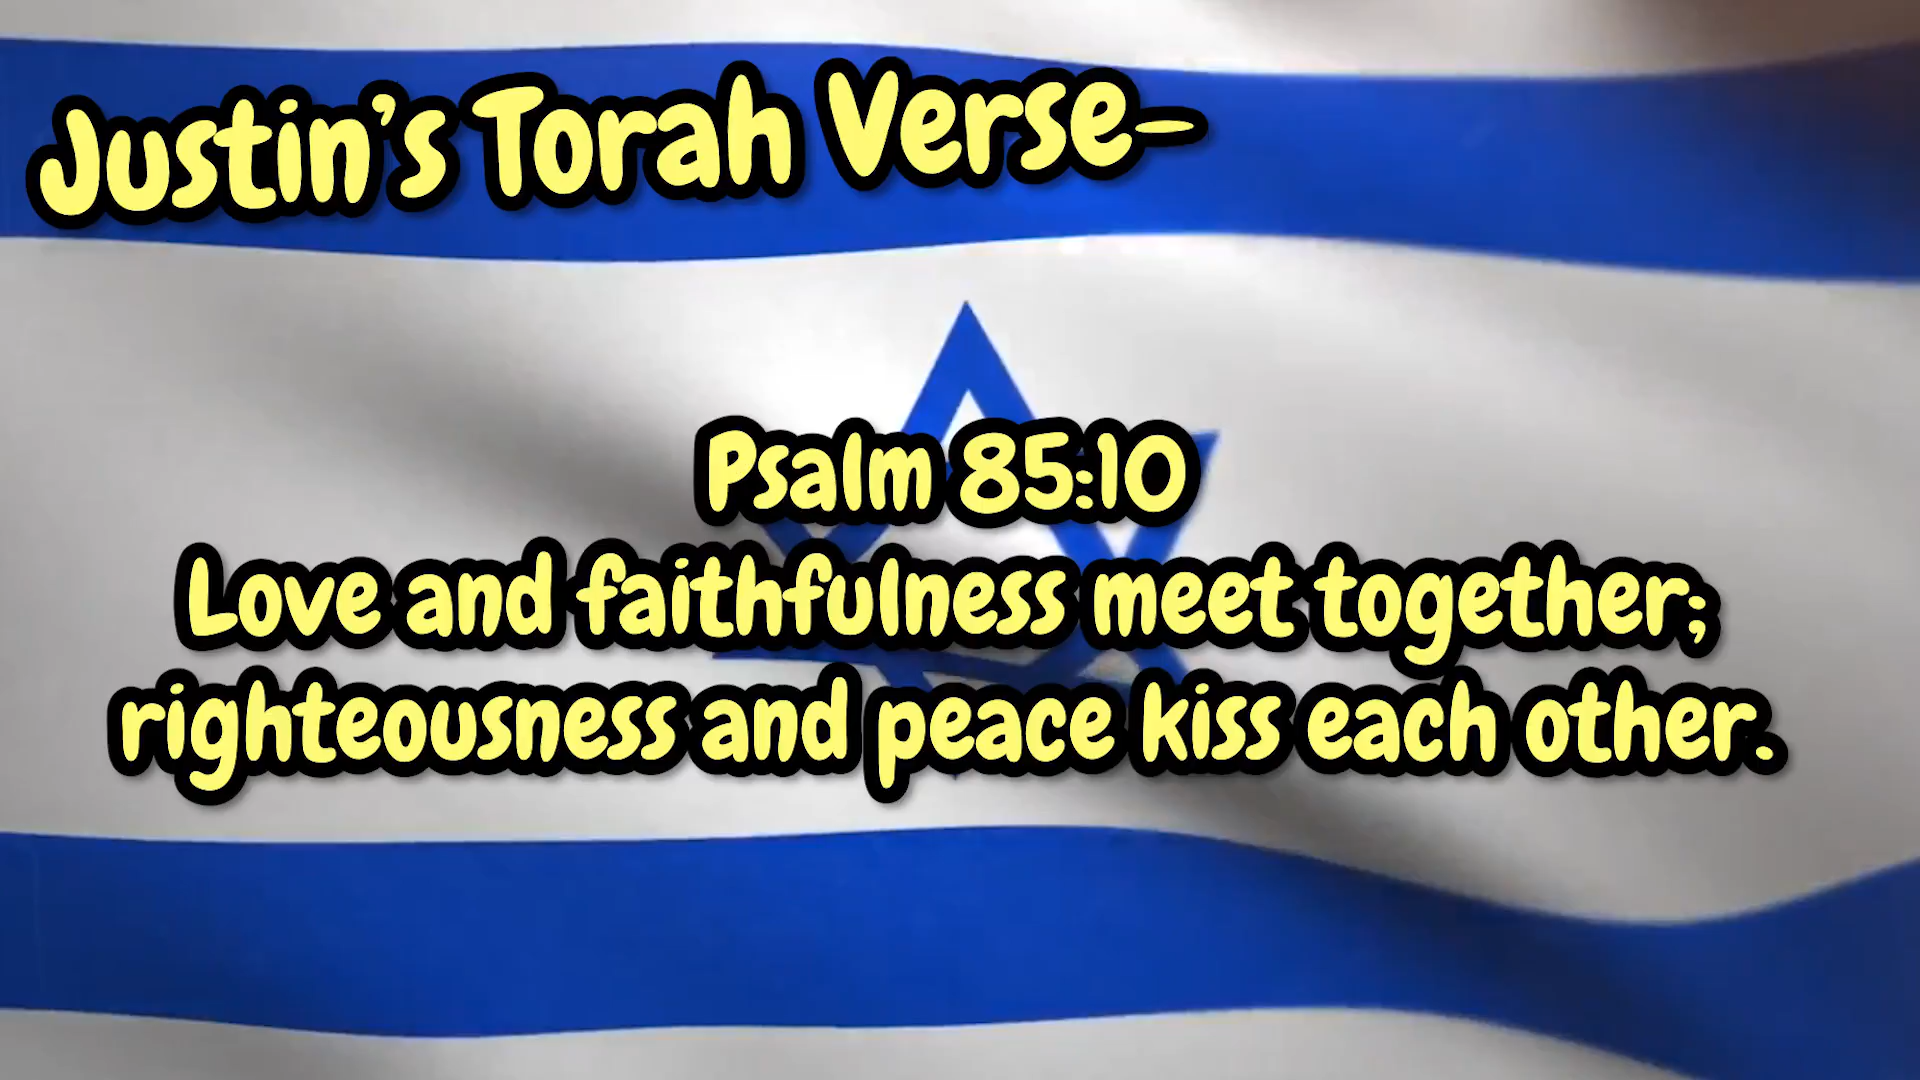 Justin's Torah Verse-
Psalm 85:10
Love and faithfulness meet together;
righteousness and peace kiss each other.